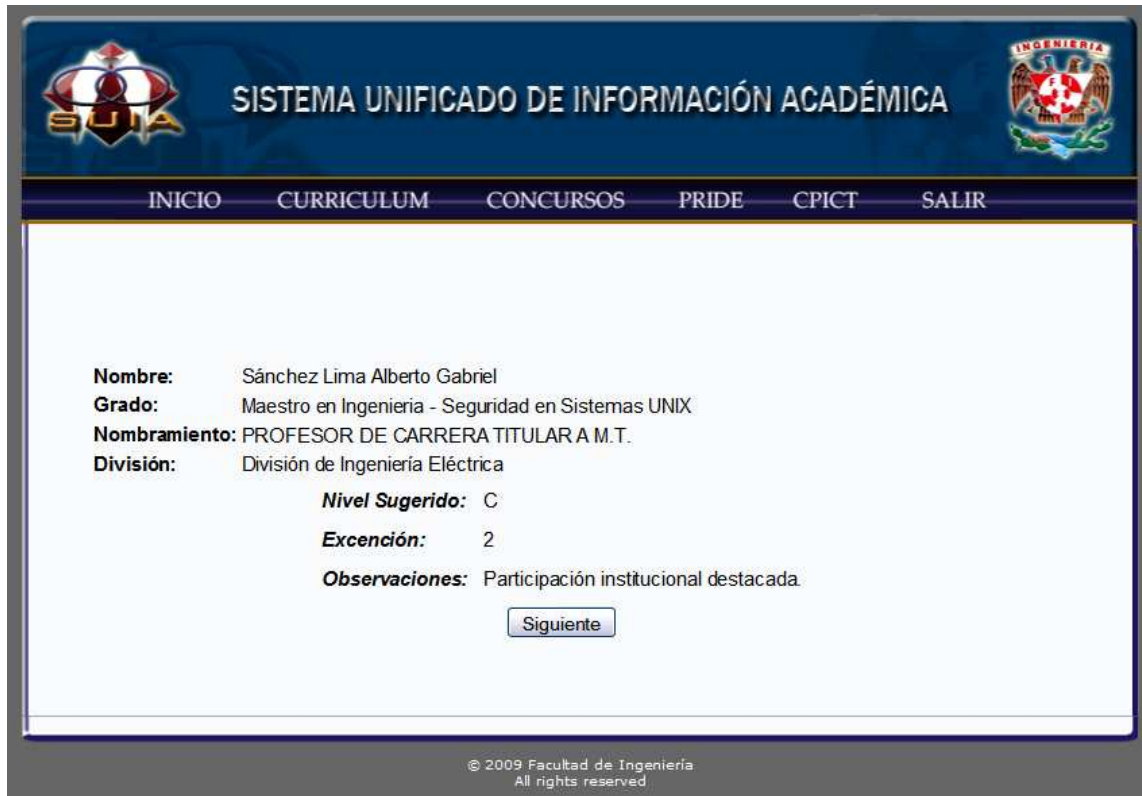 SUIA
SISTEMA UNIFICADO DE INFORMACIÓN ACADÉMICA
INGENIERIA
INICIO CURRICULUM CONCURSOS PRIDE CPICT SALIR
Nombre: Sánchez Lima Alberto Gabriel
Grado: Maestro en Ingenieria - Seguridad en Sistemas UNIX
Nombramiento: PROFESOR DE CARRERA TITULAR A M.T.
División: División de Ingeniería Eléctrica
Nivel Sugerido: C
Excención: 2
Observaciones: Participación institucional destacada.
Siguiente
© 2009 Facultad de Ingeniería
All rights reserved